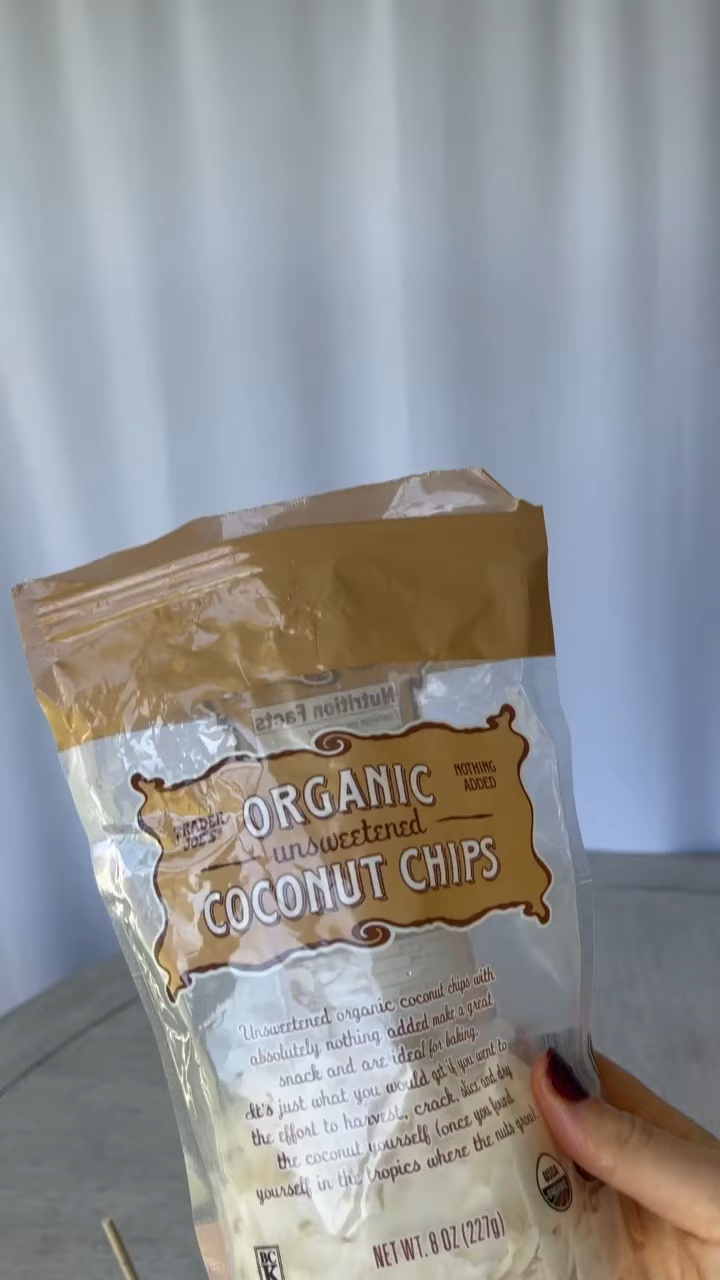 Nutrition Facts
NOTHING
ADDED
TRADER
JOE'S
ORGANIC
unsweetened
COCONUT CHIPS
Unsweetened organic coconut chips with
absolutely nothing added make a great
snack and are ideal for baking.
It's just what you would get if you went to
the effort to harvest, crack, slice and dry
the coconut yourself (once you found
yourself in the tropics where the nuts grow).
USDA
ORGANIC
NET WT. 8 OZ (227g)
BC
K